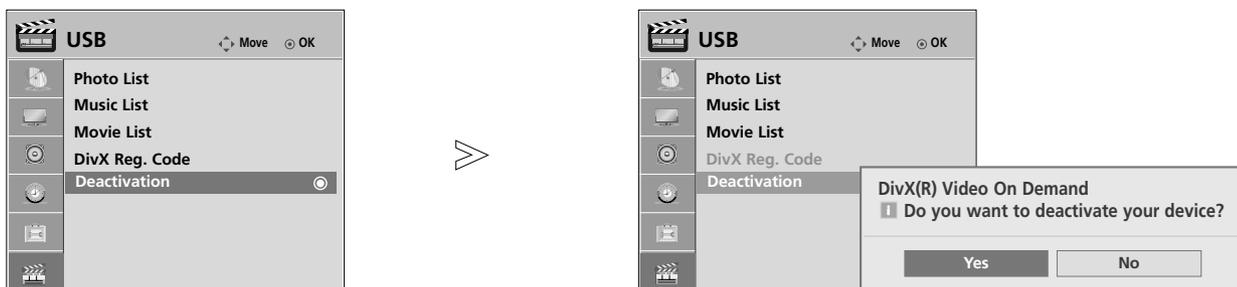 USB Move OK
Photo List
Music List
Movie List
DivX Reg. Code
Deactivation
USB Move OK
Photo List
Music List
Movie List
DivX Reg. Code
Deactivation
DivX(R) Video On Demand
Do you want to deactivate your device?
Yes No